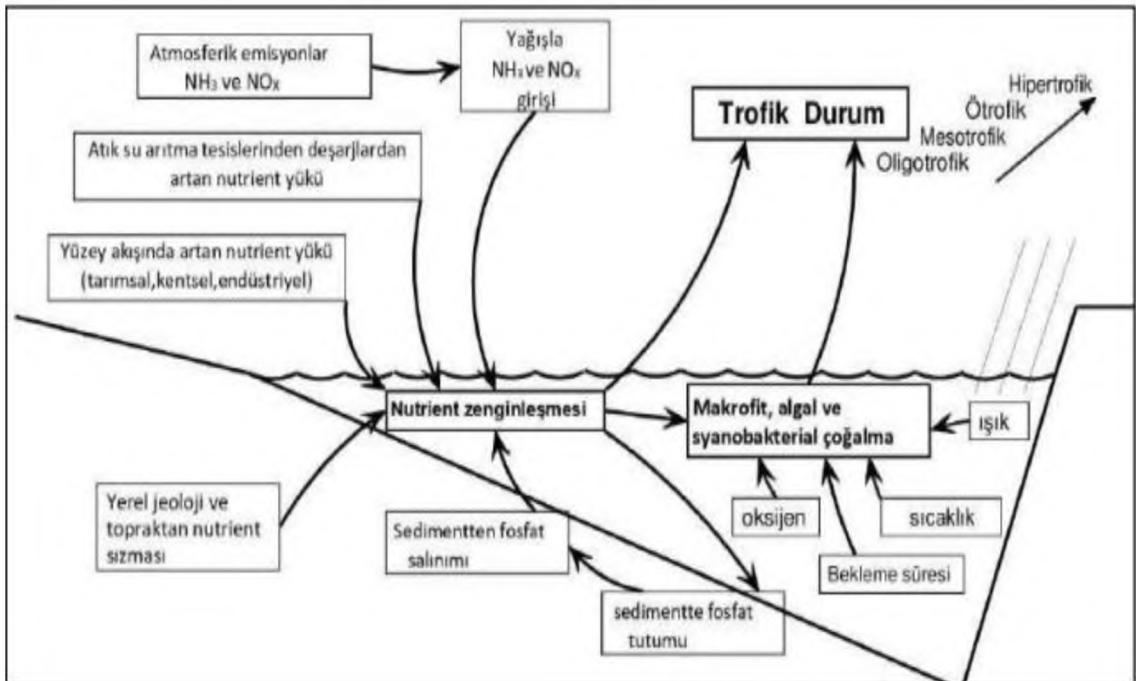 Atmosferik emisyonlar
NH₃ ve NOₓ
Yağışla
NH₃ ve NOₓ
girişi
Trofik Durum
Hipertrofik
Ötrofik
Mesotrofik
Oligotrofik
Atık su arıtma tesislerinden deşarjlardan
artan nutrient yükü
Yüzey akışında artan nutrient yükü
(tarımsal,kentsel,endüstriyel)
Nutrient zenginleşmesi
Makrofit, algal ve
syanobakterial çoğalma
ışık
Yerel jeoloji ve
topraktan nutrient
sızması
Sedimentten fosfat
salınımı
oksijen
sıcaklık
Bekleme süresi
sedimentte fosfat
tutumu